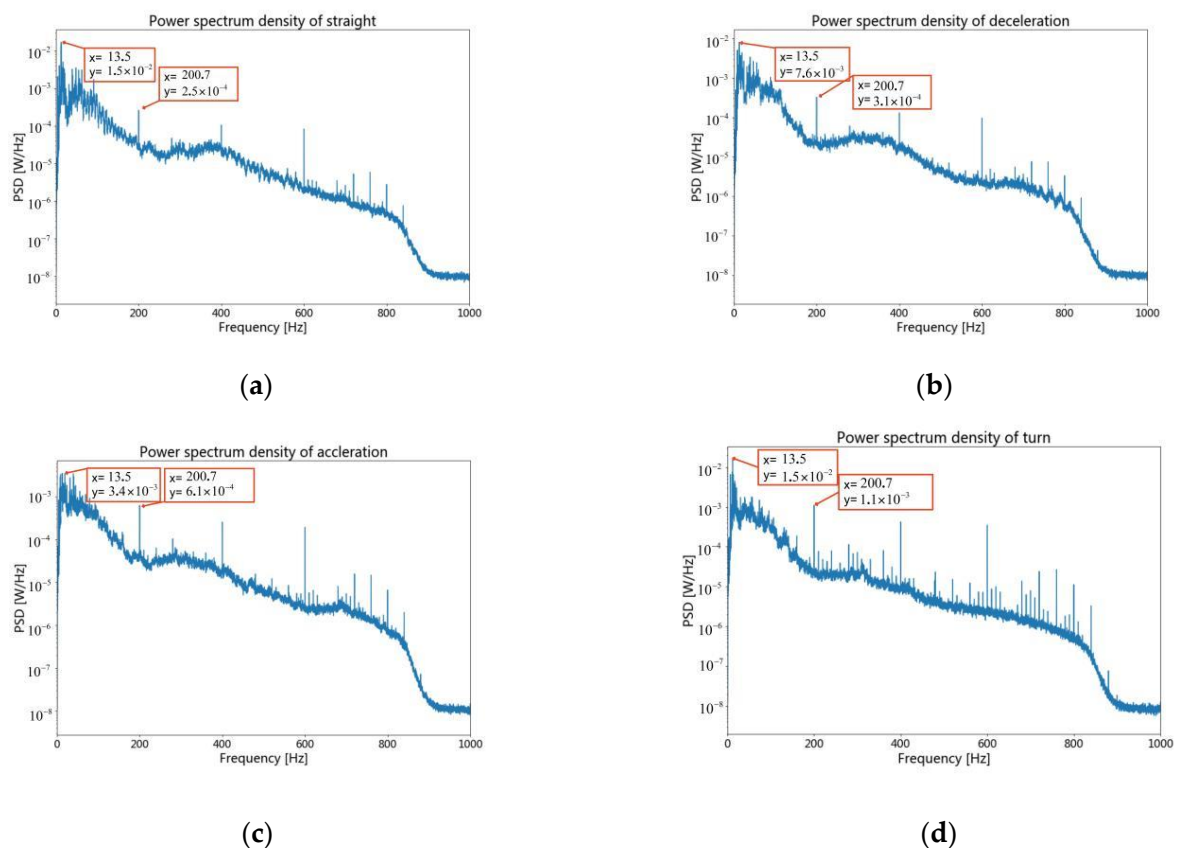 Power spectrum density of straight
10⁻²
10⁻³
10⁻⁴
10⁻⁵
10⁻⁶
10⁻⁷
10⁻⁸
PSD [W/Hz]
x= 13.5
y= 1.5×10⁻²
x= 200.7
y= 2.5×10⁻⁴
0 200 400 600 800 1000
Frequency [Hz]
(a)
Power spectrum density of deceleration
10⁻²
10⁻³
10⁻⁴
10⁻⁵
10⁻⁶
10⁻⁷
10⁻⁸
PSD [W/Hz]
x= 13.5
y= 7.6×10⁻³
x= 200.7
y= 3.1×10⁻⁴
0 200 400 600 800 1000
Frequency [Hz]
(b)
Power spectrum density of accleration
10⁻³
10⁻⁴
10⁻⁵
10⁻⁶
10⁻⁷
10⁻⁸
PSD [W/Hz]
x= 13.5
y= 3.4×10⁻³
x= 200.7
y= 6.1×10⁻⁴
0 200 400 600 800 1000
Frequency [Hz]
(c)
Power spectrum density of turn
10⁻²
10⁻³
10⁻⁴
10⁻⁵
10⁻⁶
10⁻⁷
10⁻⁸
PSD [W/Hz]
x= 13.5
y= 1.5×10⁻²
x= 200.7
y= 1.1×10⁻³
0 200 400 600 800 1000
Frequency [Hz]
(d)